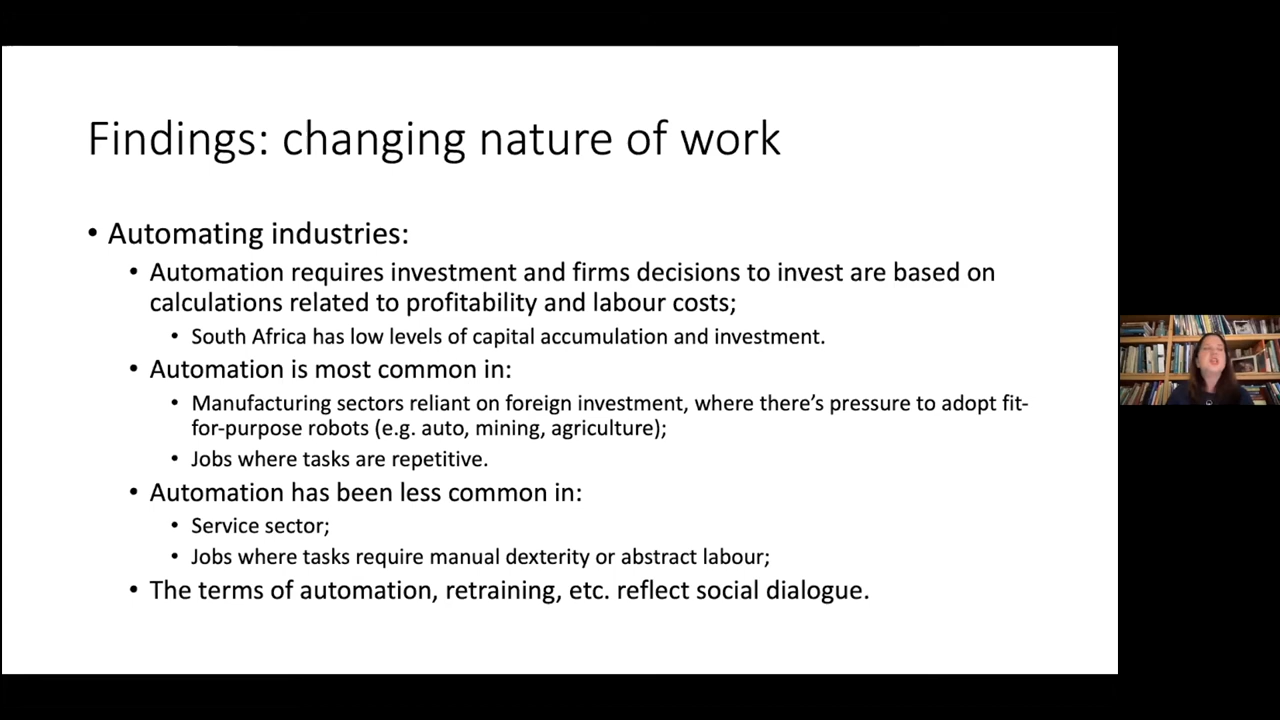 Findings: changing nature of work
• Automating industries:
• Automation requires investment and firms decisions to invest are based on
calculations related to profitability and labour costs;
• South Africa has low levels of capital accumulation and investment.
• Automation is most common in:
• Manufacturing sectors reliant on foreign investment, where there’s pressure to adopt fit-
for-purpose robots (e.g. auto, mining, agriculture);
• Jobs where tasks are repetitive.
• Automation has been less common in:
• Service sector;
• Jobs where tasks require manual dexterity or abstract labour;
• The terms of automation, retraining, etc. reflect social dialogue.